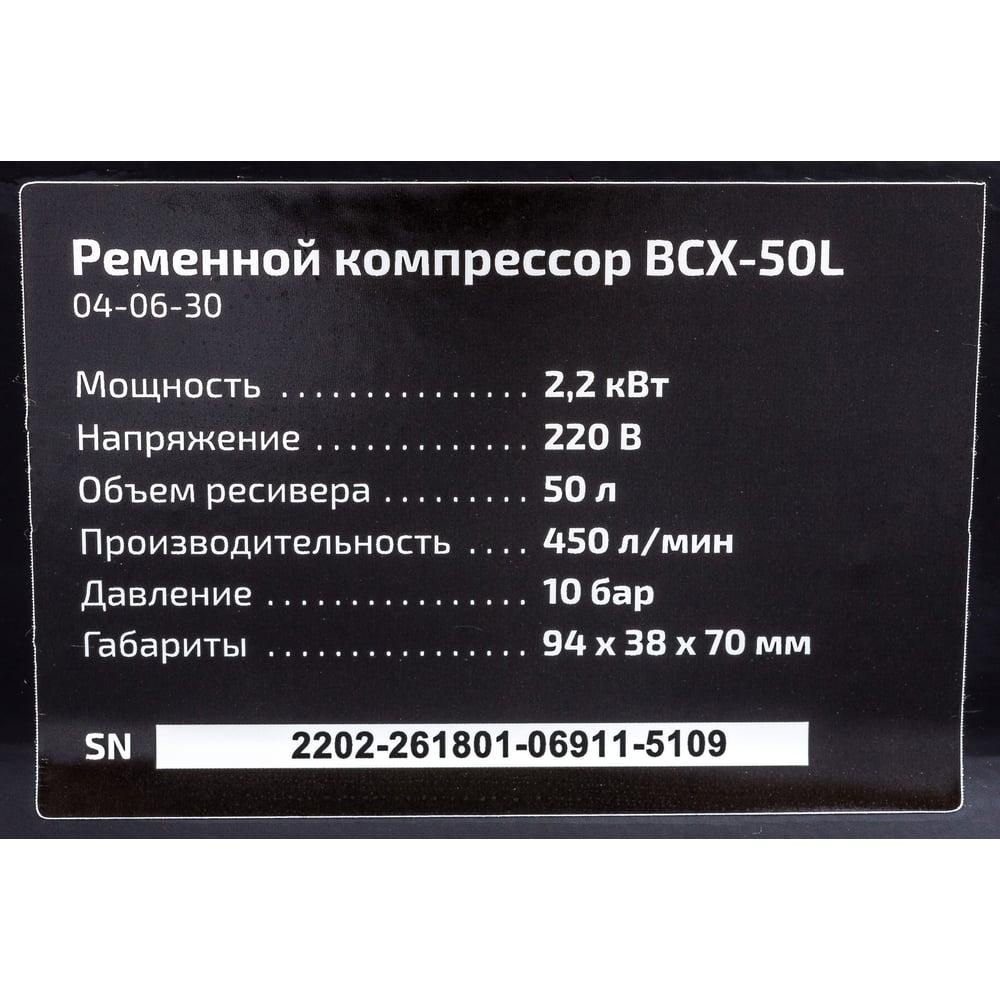 Ременной компрессор BCX-50L
04-06-30
Мощность ............... 2,2 кВт
Напряжение ............. 220 В
Объем ресивера ......... 50 л
Производительность .... 450 л/мин
Давление ................ 10 бар
Габариты ................ 94 x 38 x 70 мм
SN 2202-261801-06911-5109